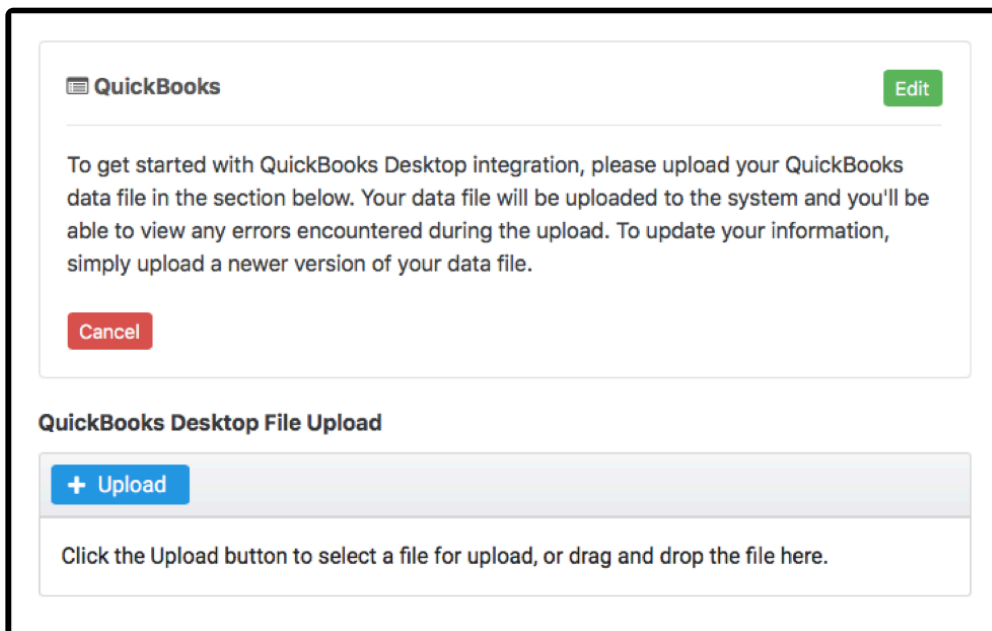 QuickBooks
Edit
To get started with QuickBooks Desktop integration, please upload your QuickBooks
data file in the section below. Your data file will be uploaded to the system and you'll be
able to view any errors encountered during the upload. To update your information,
simply upload a newer version of your data file.
Cancel
QuickBooks Desktop File Upload
+ Upload
Click the Upload button to select a file for upload, or drag and drop the file here.